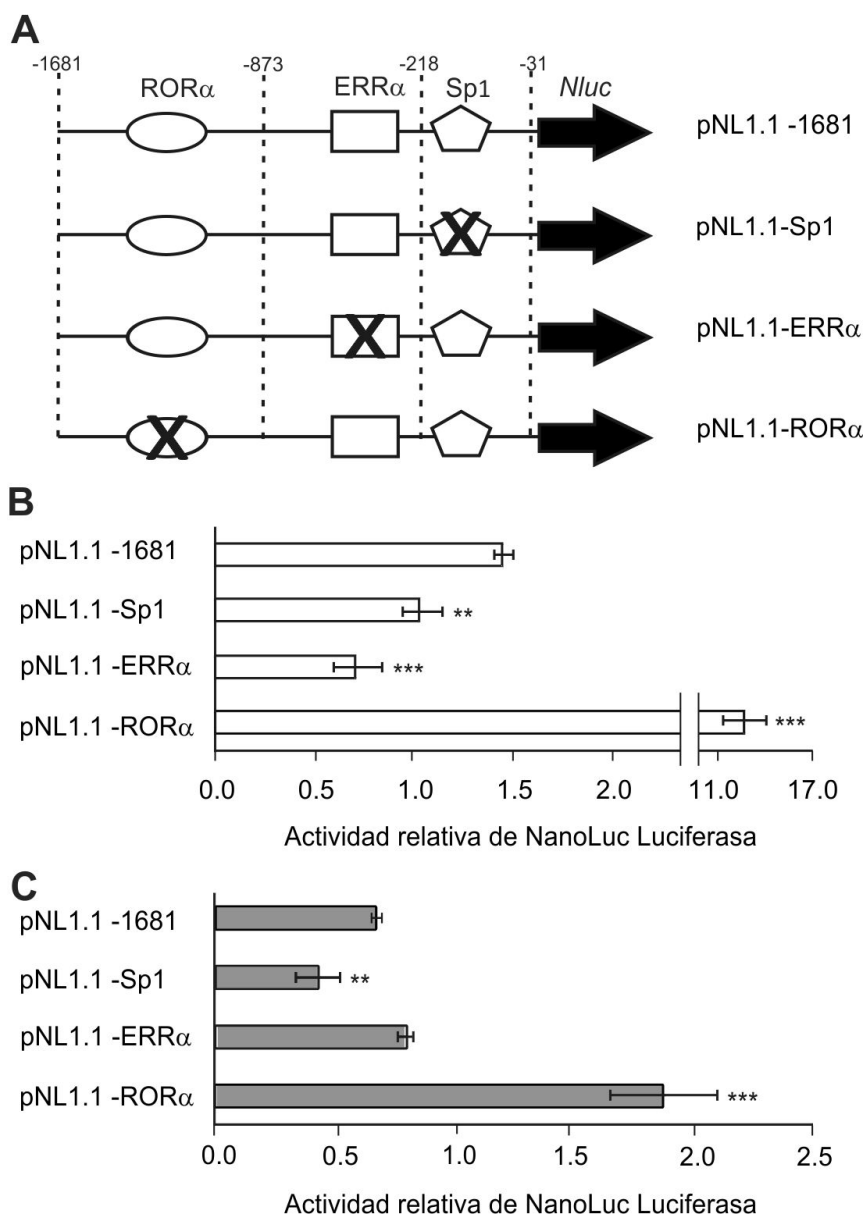 A
-1681 -873 -218 -31
RORα ERRα Sp1 Nluc
pNL1.1 -1681
pNL1.1-Sp1
pNL1.1-ERRα
pNL1.1-RORα
B
pNL1.1 -1681
pNL1.1 -Sp1 **
pNL1.1 -ERRα ***
pNL1.1 -RORα ***
0.0 0.5 1.0 1.5 2.0 11.0 17.0
Actividad relativa de NanoLuc Luciferasa
C
pNL1.1 -1681
pNL1.1 -Sp1 **
pNL1.1 -ERRα
pNL1.1 -RORα ***
0.0 0.5 1.0 1.5 2.0 2.5
Actividad relativa de NanoLuc Luciferasa